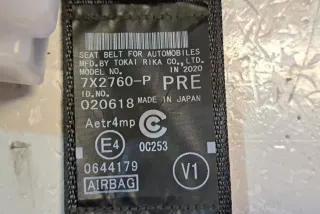 SEAT BELT FOR AUTOMOBILES
MFD.BY TOKAI RIKA CO.,LTD.
MODEL NO. IN 2020
7X2760-P PRE
ID.NO.
020618 MADE IN JAPAN
Aetr4mp C
E4 0C253
0644179 V1
AIRBAG